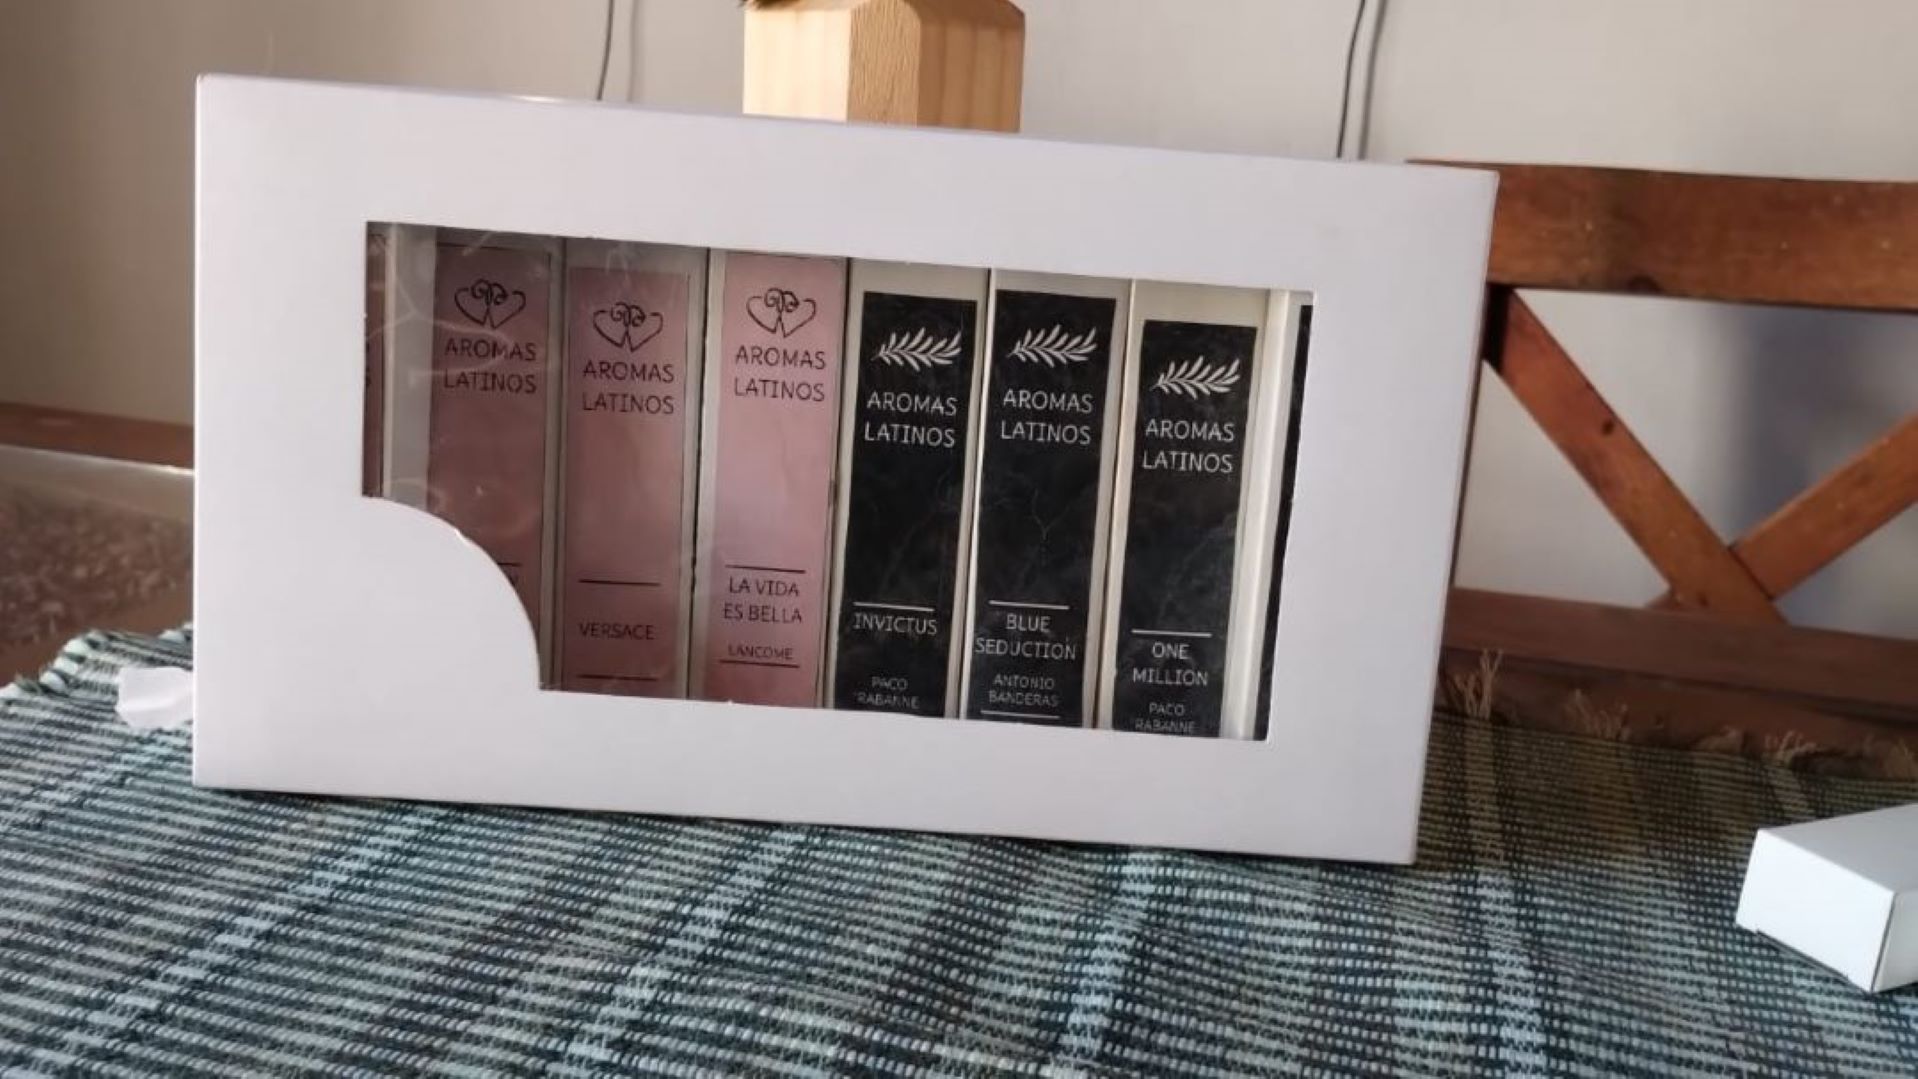 AROMAS
LATINOS
AROMAS
LATINOS
VERSACE
AROMAS
LATINOS
LA VIDA
ES BELLA
LANCOME
AROMAS
LATINOS
INVICTUS
PACO
RABANNE
AROMAS
LATINOS
BLUE
SEDUCTION
ANTONIO
BANDERAS
AROMAS
LATINOS
ONE
MILLION
PACO
RABANNE